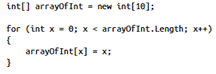 int[] arrayOfInt = new int[10];
for (int x = 0; x < arrayOfInt.Length; x++)
{
    arrayOfInt[x] = x;
}